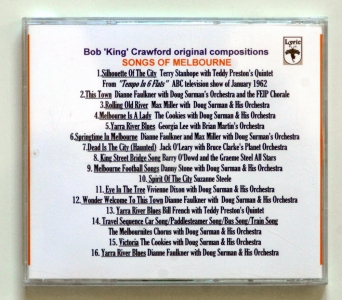 Bob 'King' Crawford original compositions
Lyric
SONGS OF MELBOURNE
1.Silhouette Of The City Terry Stanhope with Teddy Preston's Quintet
From "Tempo In 6 Flats" ABC television show of January 1962
2.This Town Dianne Faulkner with Doug Surman's Orchestra and the FEIP Chorale
3.Rolling Old River Max Miller with Doug Surman & His Orchestra
4.Melbourne Is A Lady The Cookies with Doug Surman & His Orchestra
5.Yarra River Blues Georgia Lee with Brian Martin's Orchestra
6.Springtime In Melbourne Dianne Faulkner and Max Miller with Doug Surman's Orchestra
7.Dead Is The City (Haunted) Jack O'Leary with Bruce Clarke's Planet Orchestra
8. King Street Bridge Song Barry O'Dowd and the Graeme Steel All Stars
9. Melbourne Football Songs Danny Stone with Doug Surman & His Orchestra
10. Spirit Of The City Suzanne Steele
11. Eye In The Tree Vivienne Dixon with Doug Surman & His Orchestra
12. Wonder Welcome To This Town Dianne Faulkner with Doug Surman & His Orchestra
13. Yarra River Blues Bill French with Teddy Preston's Quintet
14. Travel Sequence Car Song/Paddlesteamer Song/Bus Song/Train Song
The Melbournites Chorus with Doug Surman & His Orchestra
15. Victoria The Cookies with Doug Surman & His Orchestra
16. Yarra River Blues Dianne Faulkner with Doug Surman & His Orchestra